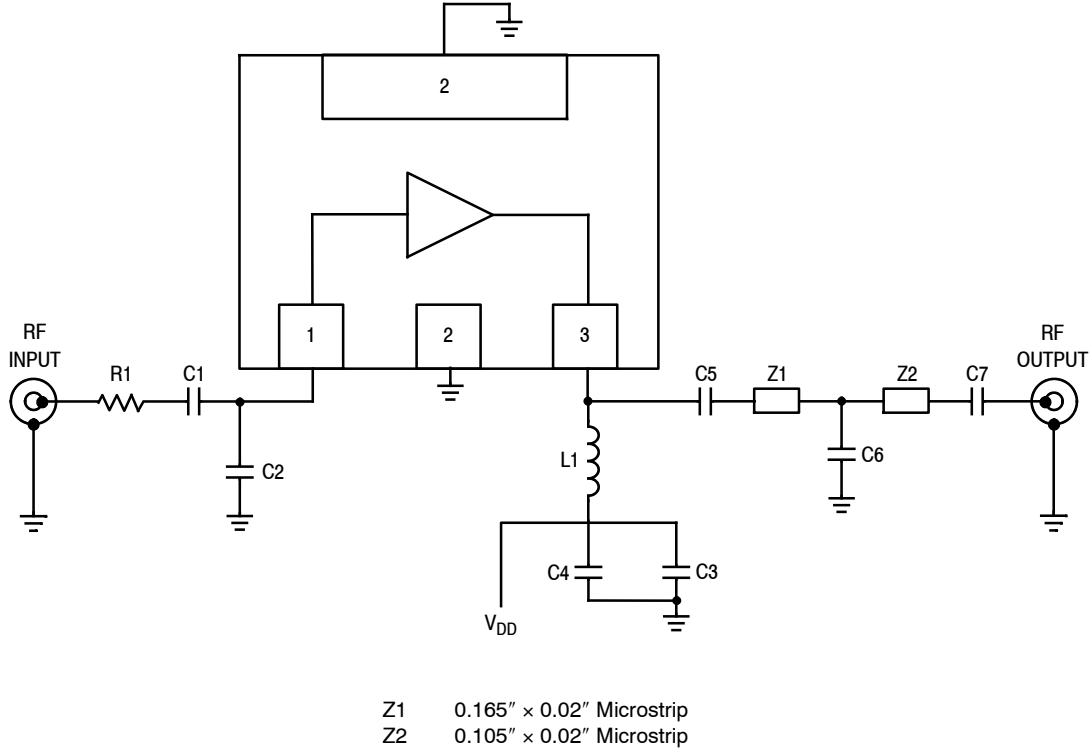 2
1
2
3
RF
INPUT
R1
C1
C2
L1
C4
C3
V_DD
C5
Z1
C6
Z2
C7
RF
OUTPUT
Z1 0.165″ × 0.02″ Microstrip
Z2 0.105″ × 0.02″ Microstrip